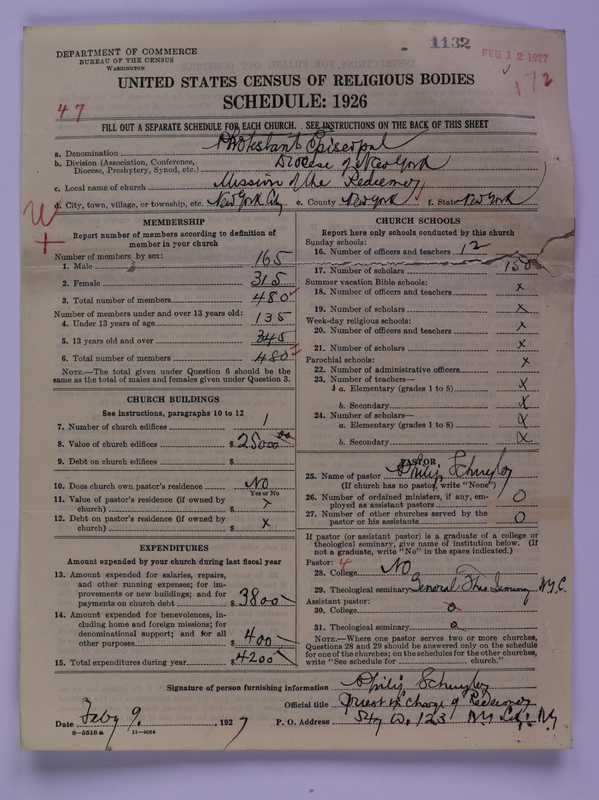 DEPARTMENT OF COMMERCE
BUREAU OF THE CENSUS
WASHINGTON
1132
FEB 12 1927
172
UNITED STATES CENSUS OF RELIGIOUS BODIES
SCHEDULE: 1926
47
FILL OUT A SEPARATE SCHEDULE FOR EACH CHURCH. SEE INSTRUCTIONS ON THE BACK OF THIS SHEET
a. Denomination Protestant Episcopal
b. Division (Association, Conference, Diocese, Presbytery, Synod, etc.) Diocese of New York
c. Local name of church Mission of the Redeemer
d. City, town, village, or township, etc. New York City e. County New York f. State New York
MEMBERSHIP
Report number of members according to definition of
member in your church
Number of members by sex:
1. Male 165
2. Female 315
3. Total number of members 480
Number of members under and over 13 years old:
4. Under 13 years of age 135
5. 13 years old and over 345
6. Total number of members 480
NOTE.—The total given under Question 6 should be the
same as the total of males and females given under Question 3.
CHURCH BUILDINGS
See instructions, paragraphs 10 to 12
7. Number of church edifices 1
8. Value of church edifices $25000
9. Debt on church edifices $
10. Does church own pastor's residence No
Yes or No
11. Value of pastor's residence (if owned by
church) $ x
12. Debt on pastor's residence (if owned by
church) $ x
EXPENDITURES
Amount expended by your church during last fiscal year
13. Amount expended for salaries, repairs,
and other running expenses; for im-
provements or new buildings; and for
payments on church debt $3800
14. Amount expended for benevolences, in-
cluding home and foreign missions; for
denominational support; and for all
other purposes $400
15. Total expenditures during year $4200
CHURCH SCHOOLS
Report here only schools conducted by this church
Sunday schools:
16. Number of officers and teachers 12
17. Number of scholars 150
Summer vacation Bible schools:
18. Number of officers and teachers x
19. Number of scholars x
Week-day religious schools:
20. Number of officers and teachers x
21. Number of scholars x
Parochial schools:
22. Number of administrative officers x
23. Number of teachers—
a. Elementary (grades 1 to 8) x
b. Secondary x
24. Number of scholars—
a. Elementary (grades 1 to 8) x
b. Secondary x
PASTOR
25. Name of pastor Philip Schuyler
(If church has no pastor, write "None")
26. Number of ordained ministers, if any, em-
ployed as assistant pastors 0
27. Number of other churches served by the
pastor or his assistants 0
If pastor (or assistant pastor) is a graduate of a college or
theological seminary, give name of institution below. (If
not a graduate, write "No" in the space indicated.)
Pastor: 4
28. College No
29. Theological seminary General Theo Seminary N.Y.C.
Assistant pastor:
30. College 0
31. Theological seminary 0
NOTE.—Where one pastor serves two or more churches,
Questions 28 and 29 should be answered only on the schedule
for one of the churches; on the schedules for the other churches,
write "See schedule for church."
Signature of person furnishing information Philip Schuyler
Official title Priest in Charge of Redeemer
Date Feby 9, 1927 P. O. Address W. 123 N.Y. City N.Y.
8-5518a 11-9054